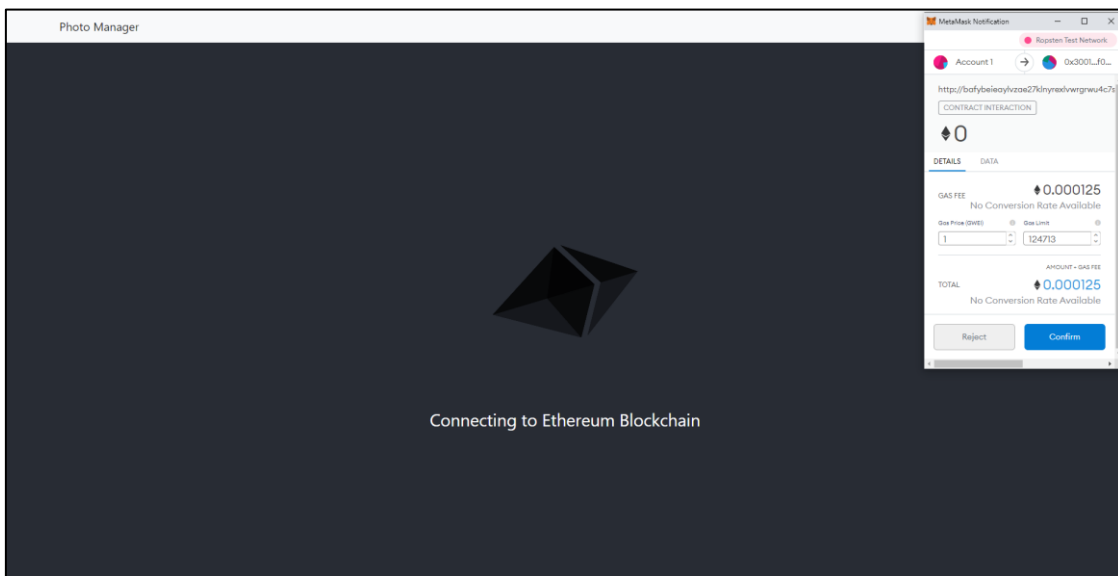 Photo Manager
MetaMask Notification
Ropsten Test Network
Account 1
0x3001...f0...
CONTRACT INTERACTION
0
DETAILS DATA
GAS FEE 0.000125
No Conversion Rate Available
Gas Price (GWEI) Gas Limit
1 124713
AMOUNT + GAS FEE
TOTAL 0.000125
No Conversion Rate Available
Reject Confirm
Connecting to Ethereum Blockchain